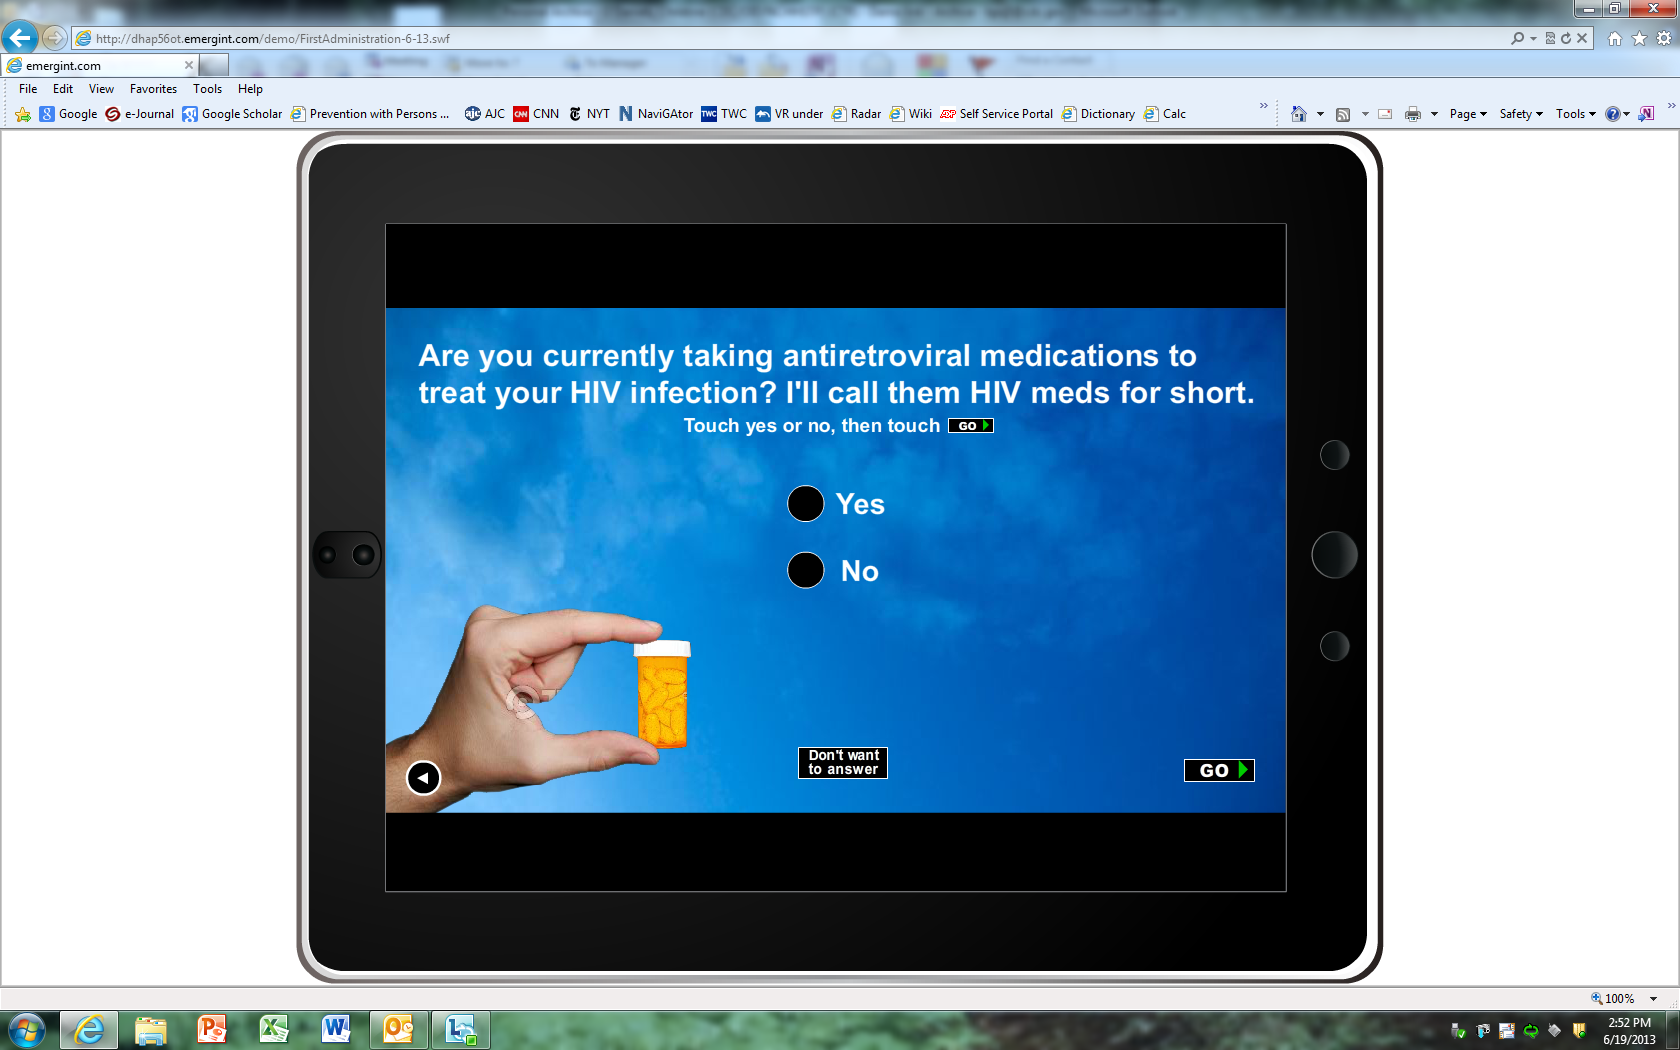 http://dhap56ot.emergint.com/demo/FirstAdministration-6-13.swf
emergint.com
File Edit View Favorites Tools Help
Google e-Journal Google Scholar Prevention with Persons ... AJC CNN NYT NaviGAtor TWC VR under Radar Wiki Self Service Portal Dictionary Calc Page Safety Tools
Are you currently taking antiretroviral medications to
treat your HIV infection? I'll call them HIV meds for short.
Touch yes or no, then touch GO
Yes
No
Don't want
to answer
GO
100%
2:52 PM
6/19/2013